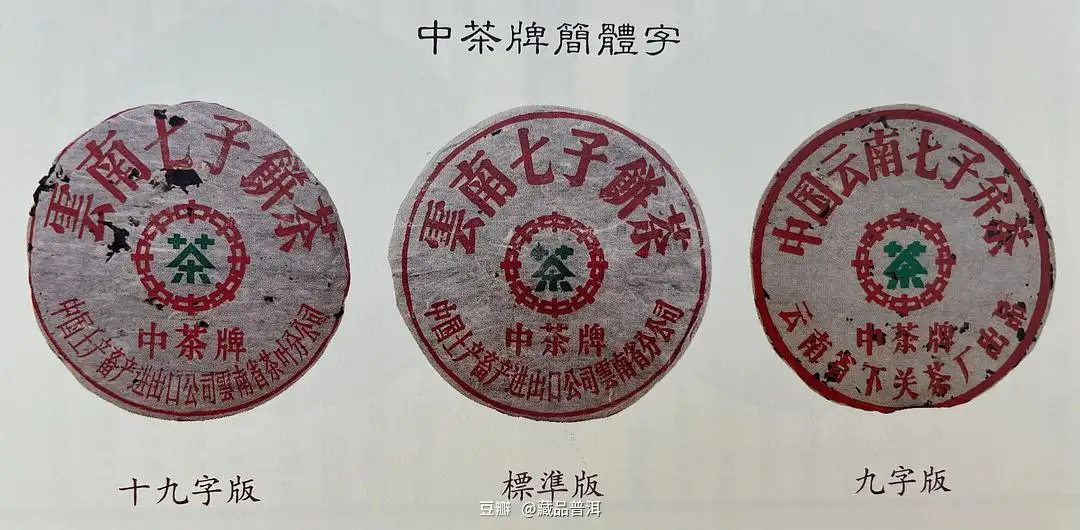 中茶牌簡體字
雲南七子餅茶
茶
中茶牌
中国土产畜产进出口公司雲南省茶叶分公司
十九字版
雲南七子餅茶
茶
中茶牌
中国土产畜产进出口公司雲南省分公司
標準版
中国云南七子弁茶
茶
中茶牌
云南省下关茶厂出品
九字版
豆瓣 @藏品普洱